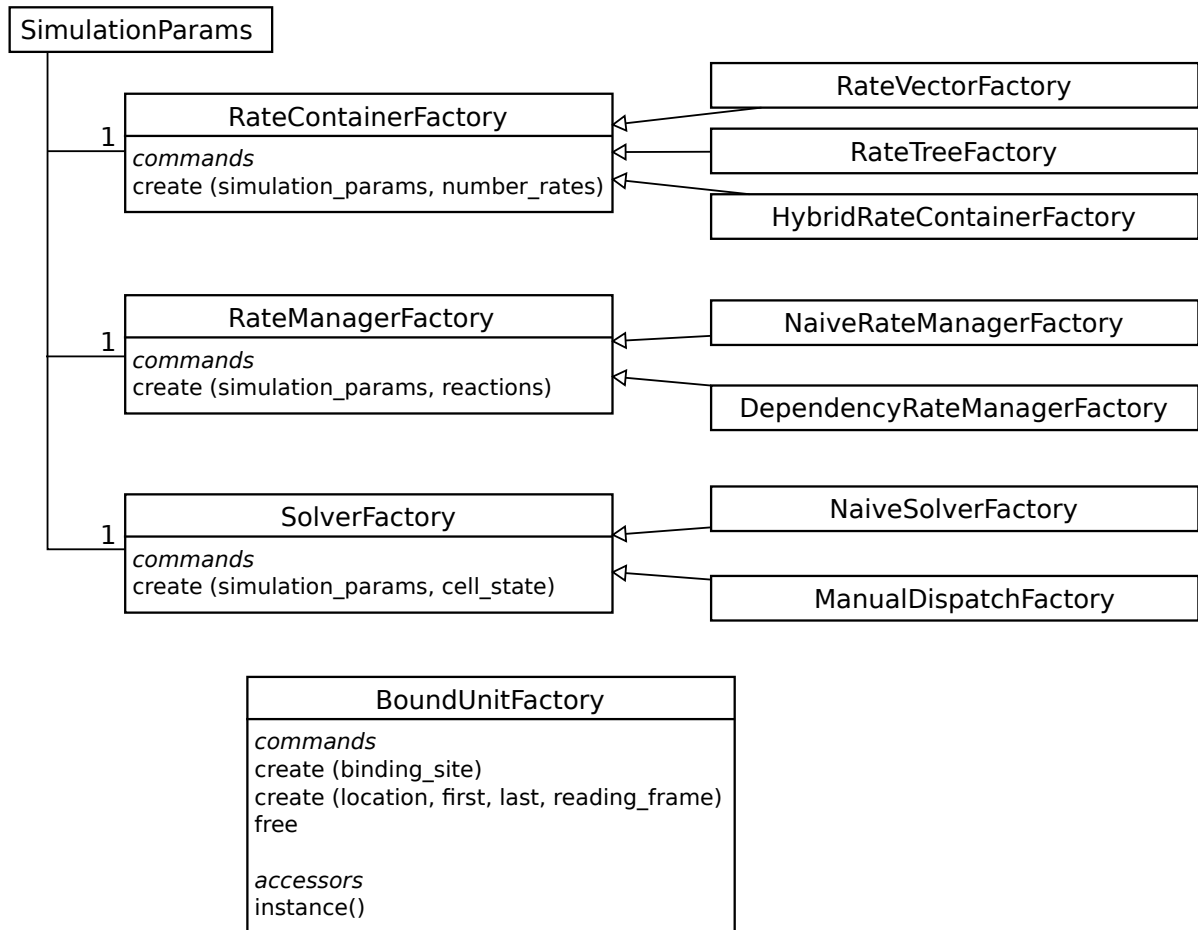 SimulationParams
RateContainerFactory
1
commands
create (simulation_params, number_rates)
RateVectorFactory
RateTreeFactory
HybridRateContainerFactory
RateManagerFactory
1
commands
create (simulation_params, reactions)
NaiveRateManagerFactory
DependencyRateManagerFactory
SolverFactory
1
commands
create (simulation_params, cell_state)
NaiveSolverFactory
ManualDispatchFactory
BoundUnitFactory
commands
create (binding_site)
create (location, first, last, reading_frame)
free
accessors
instance()